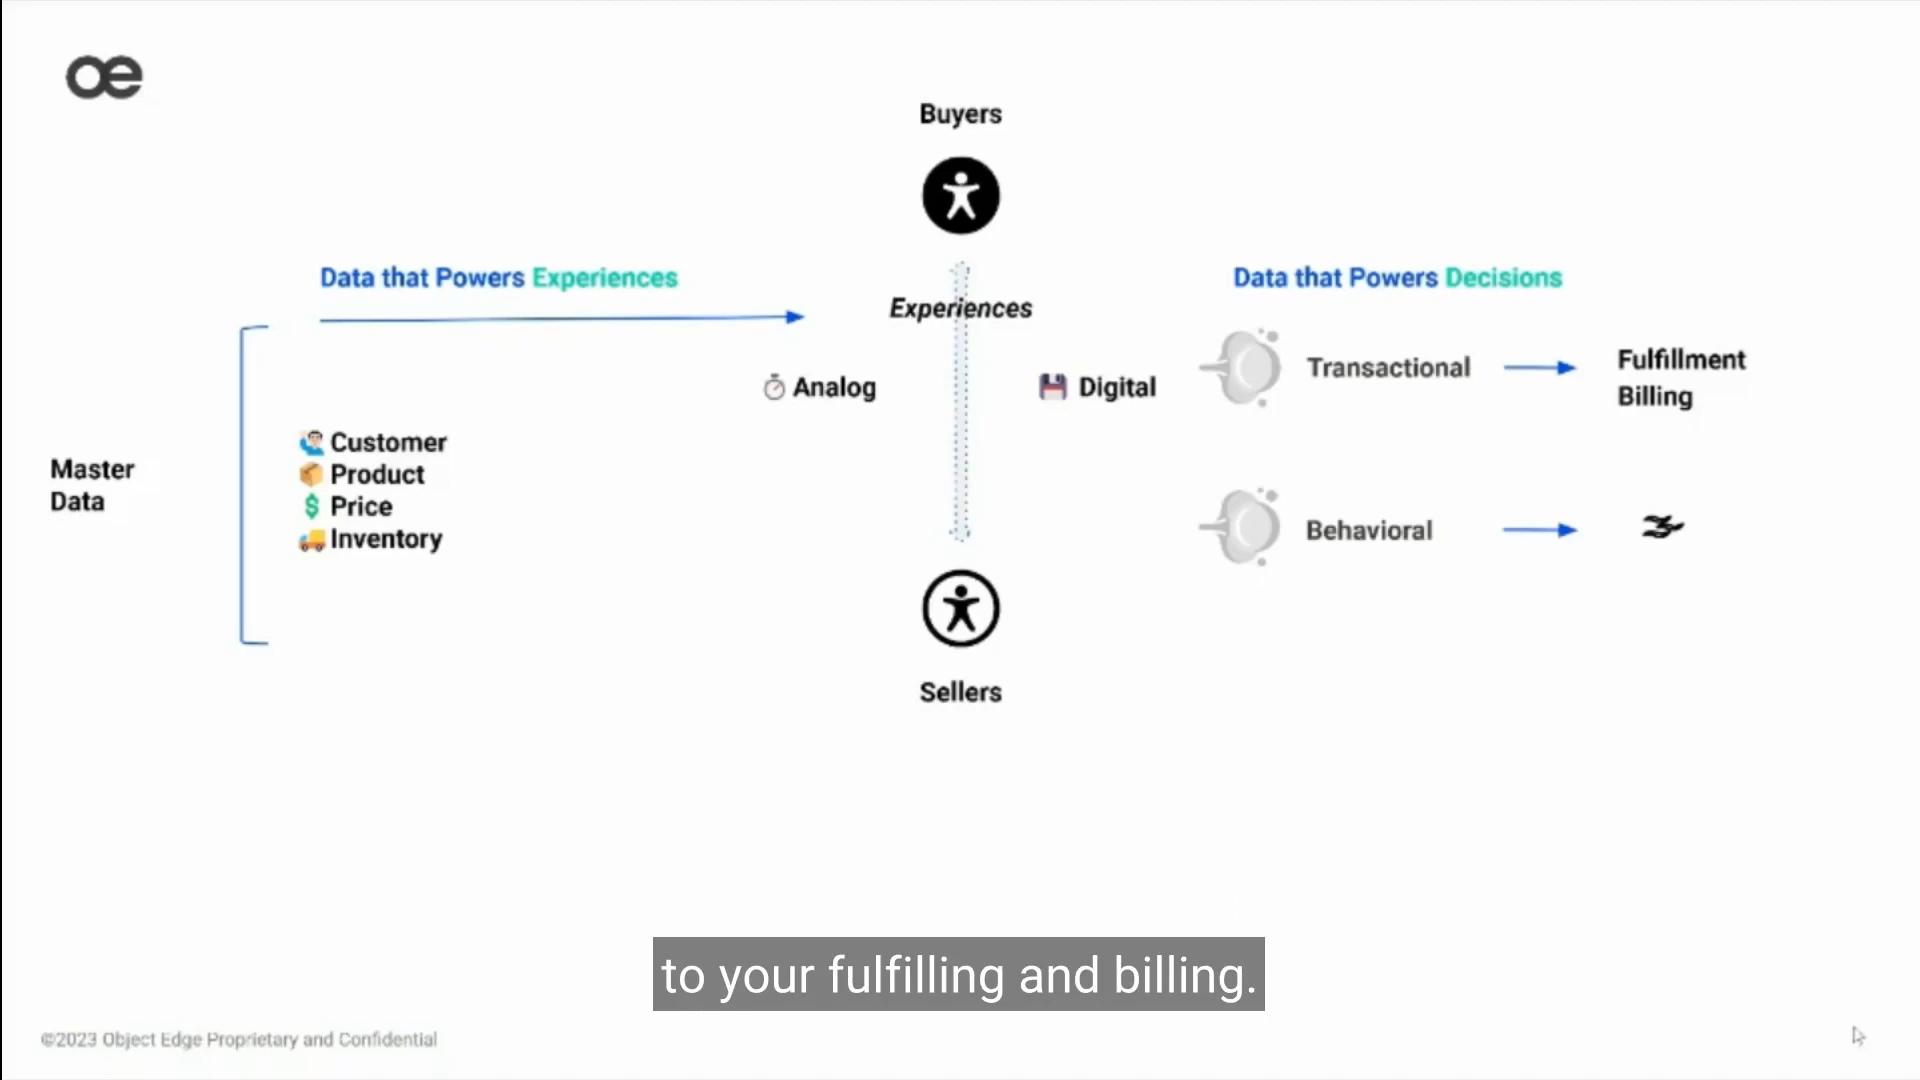 oe
Buyers
Data that Powers Experiences
Experiences
Data that Powers Decisions
Analog
Digital
Transactional
Fulfillment
Billing
Master
Data
Customer
Product
Price
Inventory
Behavioral
Sellers
to your fulfilling and billing.
©2023 Object Edge Proprietary and Confidential